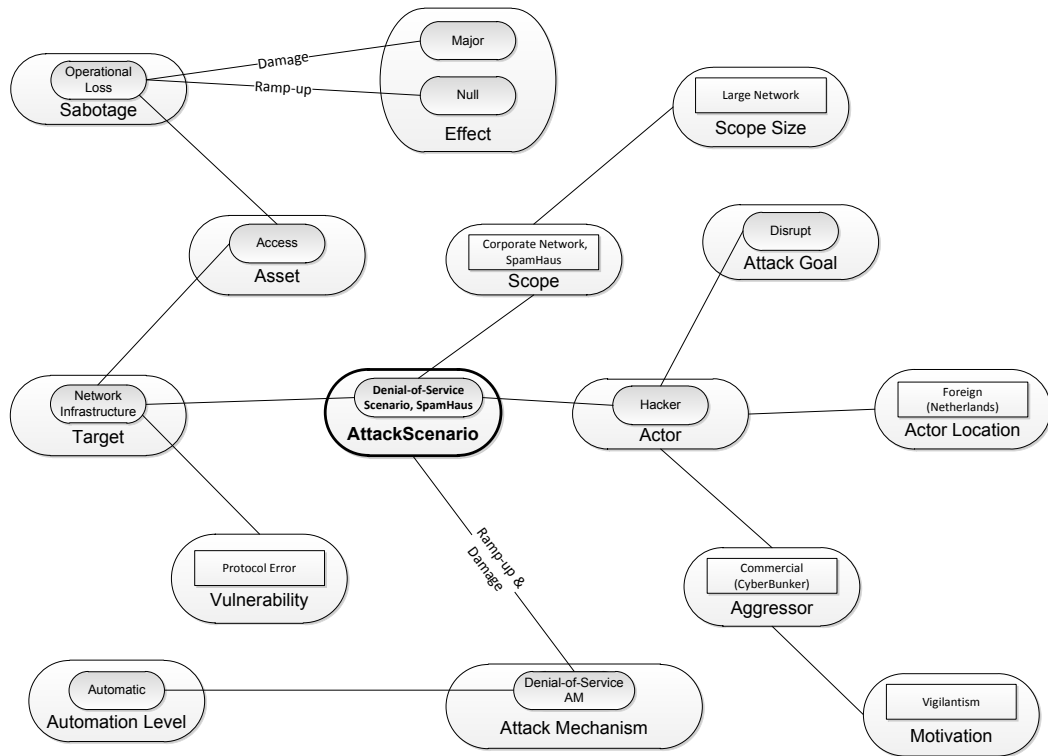 Major
Damage
Operational
Loss
Sabotage
Ramp-up
Null
Effect
Large Network
Scope Size
Access
Asset
Corporate Network,
SpamHaus
Scope
Disrupt
Attack Goal
Network
Infrastructure
Target
Denial-of-Service
Scenario, SpamHaus
AttackScenario
Hacker
Actor
Foreign
(Netherlands)
Actor Location
Protocol Error
Vulnerability
Ramp-up &
Damage
Commercial
(CyberBunker)
Aggressor
Automatic
Automation Level
Denial-of-Service
AM
Attack Mechanism
Vigilantism
Motivation